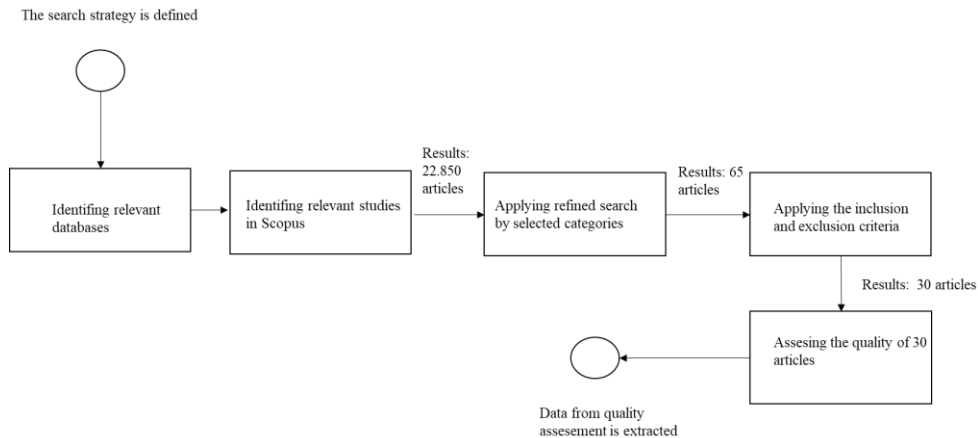 The search strategy is defined
Identifing relevant
databases
Identifing relevant studies
in Scopus
Results:
22.850
articles
Applying refined search
by selected categories
Results: 65
articles
Applying the inclusion
and exclusion criteria
Results:  30 articles
Assesing the quality of 30
articles
Data from quality
assesement is extracted